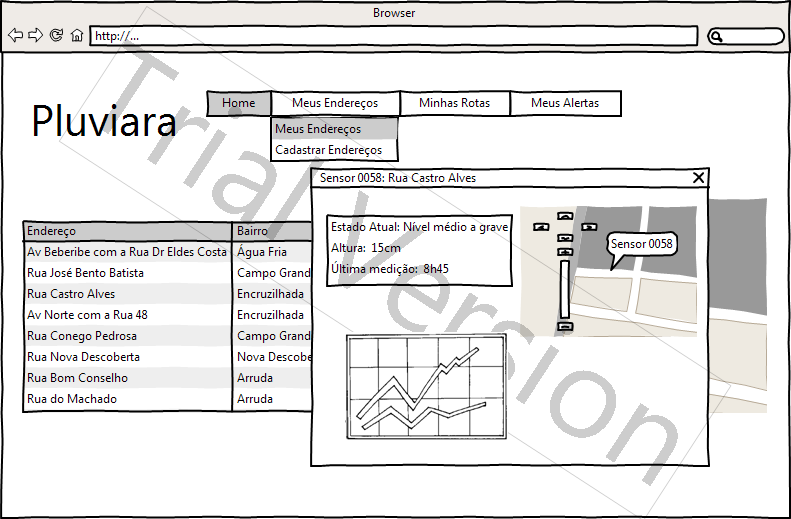 Browser
http://...
Pluviara
Home Meus Endereços Minhas Rotas Meus Alertas
Meus Endereços
Cadastrar Endereços
Sensor 0058: Rua Castro Alves
Estado Atual: Nível médio a grave
Altura: 15cm
Última medição: 8h45
Sensor 0058
Endereço Bairro
Av Beberibe com a Rua Dr Eldes Costa Água Fria
Rua José Bento Batista Campo Grand
Rua Castro Alves Encruzilhada
Av Norte com a Rua 48 Encruzilhada
Rua Conego Pedrosa Campo Grand
Rua Nova Descoberta Nova Descobe
Rua Bom Conselho Arruda
Rua do Machado Arruda
Trial Version